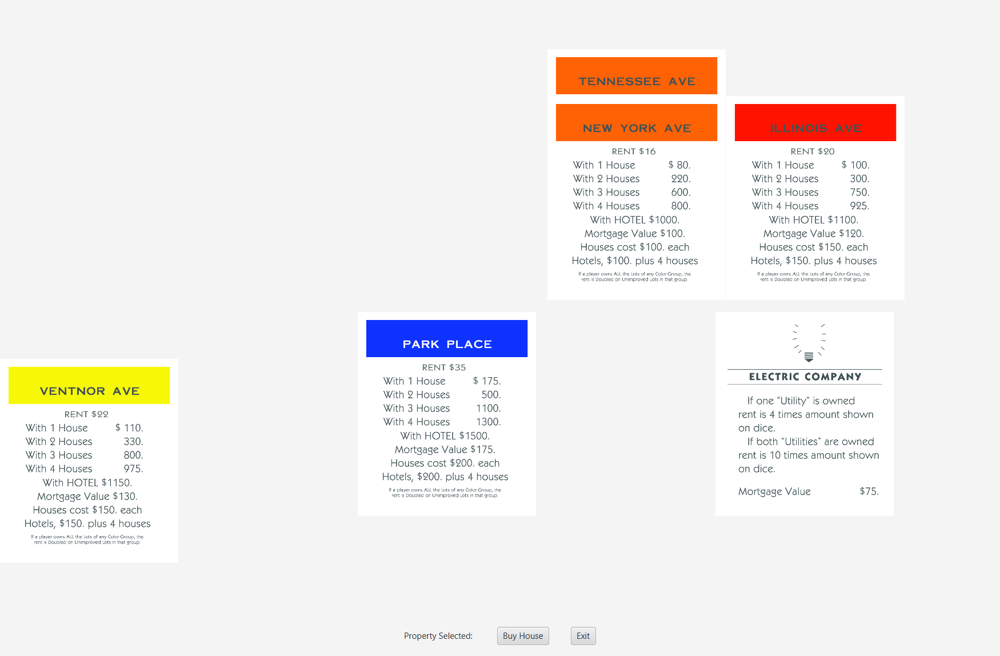 TENNESSEE AVE
NEW YORK AVE
RENT $16
With 1 House $ 80.
With 2 Houses 220.
With 3 Houses 600.
With 4 Houses 800.
With HOTEL $1000.
Mortgage Value $100.
Houses cost $100. each
Hotels, $100. plus 4 houses
If a player owns ALL the Lots of any Color-Group, the
rent is Doubled on Unimproved Lots in that group.
ILLINOIS AVE
RENT $20
With 1 House $ 100.
With 2 Houses 300.
With 3 Houses 750.
With 4 Houses 925.
With HOTEL $1100.
Mortgage Value $120.
Houses cost $150. each
Hotels, $150. plus 4 houses
If a player owns ALL the Lots of any Color-Group, the
rent is Doubled on Unimproved Lots in that group.
VENTNOR AVE
RENT $22
With 1 House $ 110.
With 2 Houses 330.
With 3 Houses 800.
With 4 Houses 975.
With HOTEL $1150.
Mortgage Value $130.
Houses cost $150. each
Hotels, $150. plus 4 houses
If a player owns ALL the Lots of any Color-Group, the
rent is Doubled on Unimproved Lots in that group.
PARK PLACE
RENT $35
With 1 House $ 175.
With 2 Houses 500.
With 3 Houses 1100.
With 4 Houses 1300.
With HOTEL $1500.
Mortgage Value $175.
Houses cost $200. each
Hotels, $200. plus 4 houses
If a player owns ALL the Lots of any Color-Group, the
rent is Doubled on Unimproved Lots in that group.
ELECTRIC COMPANY
If one “Utility” is owned
rent is 4 times amount shown
on dice.
If both “Utilities” are owned
rent is 10 times amount shown
on dice.
Mortgage Value $75.
Property Selected: Buy House Exit